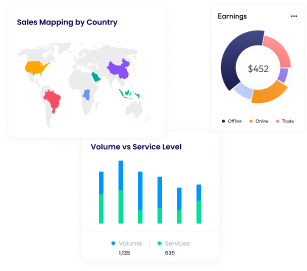 Sales Mapping by Country
Earnings
$452
Offline
Online
Trade
Volume vs Service Level
Volume
Services
1,135
635